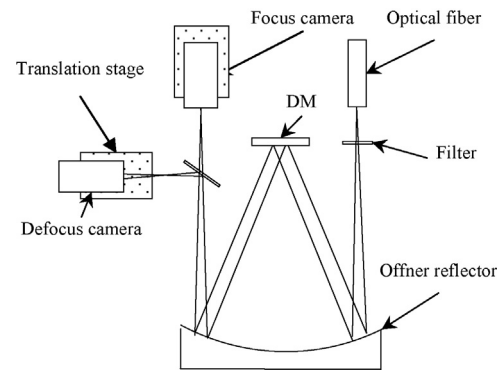 Focus camera
Optical fiber
Translation stage
DM
Filter
Defocus camera
Offner reflector